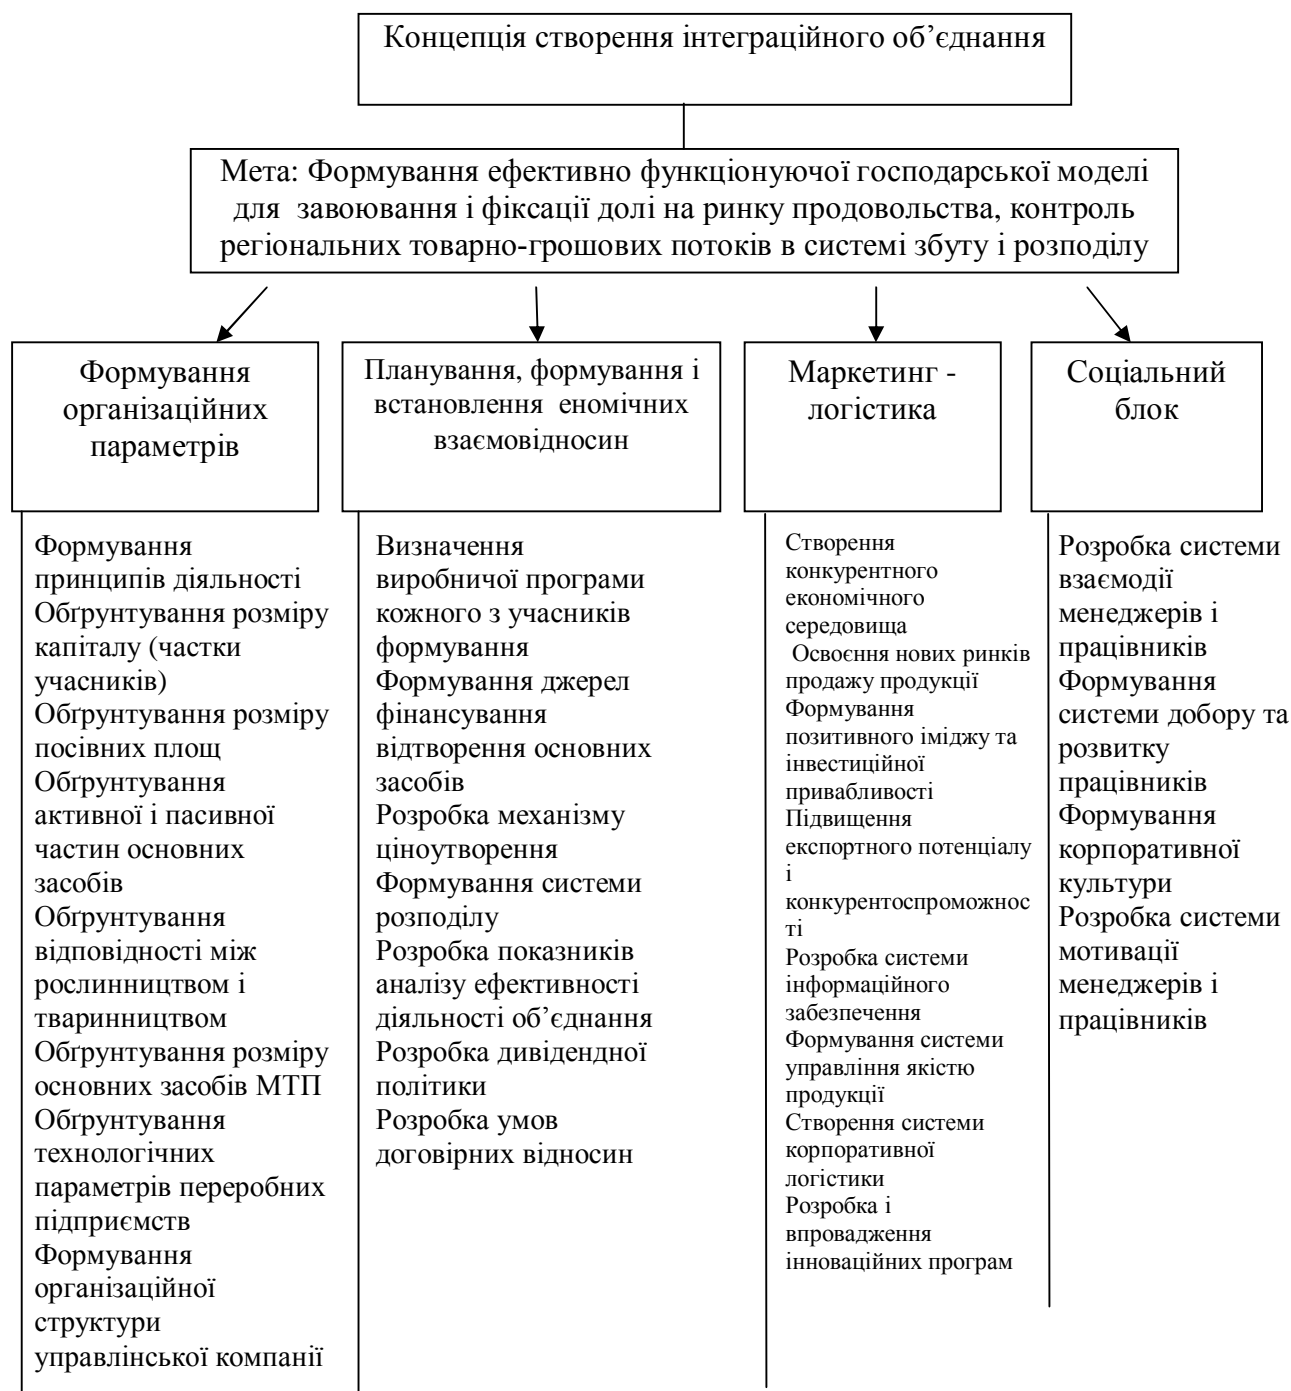 Концепція створення інтеграційного об’єднання
Мета: Формування ефективно функціонуючої господарської моделі
для завоювання і фіксації долі на ринку продовольства, контроль
регіональних товарно-грошових потоків в системі збуту і розподілу
Формування
організаційних
параметрів
Планування, формування і
встановлення еномічних
взаємовідносин
Маркетинг -
логістика
Соціальний
блок
Формування
принципів діяльності
Обґрунтування розміру
капіталу (частки
учасників)
Обґрунтування розміру
посівних площ
Обґрунтування
активної і пасивної
частин основних
засобів
Обґрунтування
відповідності між
рослинництвом і
тваринництвом
Обґрунтування розміру
основних засобів МТП
Обґрунтування
технологічних
параметрів переробних
підприємств
Формування
організаційної
структури
управлінської компанії
Визначення
виробничої програми
кожного з учасників
формування
Формування джерел
фінансування
відтворення основних
засобів
Розробка механізму
ціноутворення
Формування системи
розподілу
Розробка показників
аналізу ефективності
діяльності об’єднання
Розробка дивідендної
політики
Розробка умов
договірних відносин
Створення
конкурентного
економічного
середовища
Освоєння нових ринків
продажу продукції
Формування
позитивного іміджу та
інвестиційної
привабливості
Підвищення
експортного потенціалу
і
конкурентоспроможнос
ті
Розробка системи
інформаційного
забезпечення
Формування системи
управління якістю
продукції
Створення системи
корпоративної
логістики
Розробка і
впровадження
інноваційних програм
Розробка системи
взаємодії
менеджерів і
працівників
Формування
системи добору та
розвитку
працівників
Формування
корпоративної
культури
Розробка системи
мотивації
менеджерів і
працівників